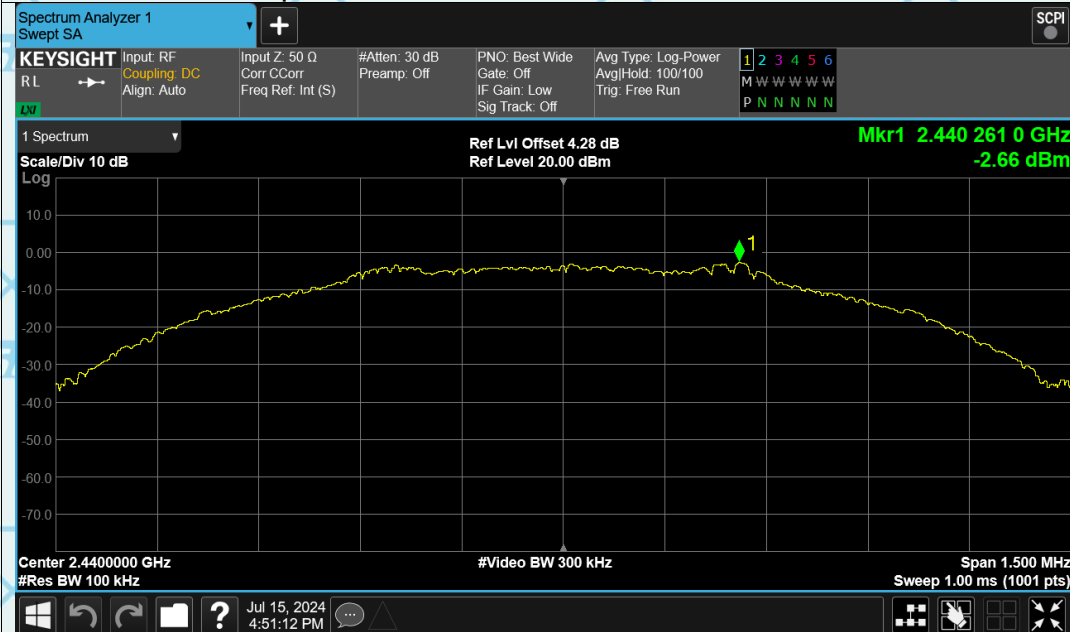 Spectrum Analyzer 1
Swept SA
+
SCPI
KEYSIGHT
RL
LXI
Input: RF
Coupling: DC
Align: Auto
Input Z: 50 Ω
Corr CCorr
Freq Ref: Int (S)
#Atten: 30 dB
Preamp: Off
PNO: Best Wide
Gate: Off
IF Gain: Low
Sig Track: Off
Avg Type: Log-Power
Avg|Hold: 100/100
Trig: Free Run
1 2 3 4 5 6
M W W W W W
P N N N N N
1 Spectrum
Scale/Div 10 dB
Ref Lvl Offset 4.28 dB
Ref Level 20.00 dBm
Mkr1 2.440 261 0 GHz
-2.66 dBm
Log
1
10.0
0.00
-10.0
-20.0
-30.0
-40.0
-50.0
-60.0
-70.0
Center 2.4400000 GHz
#Video BW 300 kHz
Span 1.500 MHz
#Res BW 100 kHz
Sweep 1.00 ms (1001 pts)
?
Jul 15, 2024
4:51:12 PM